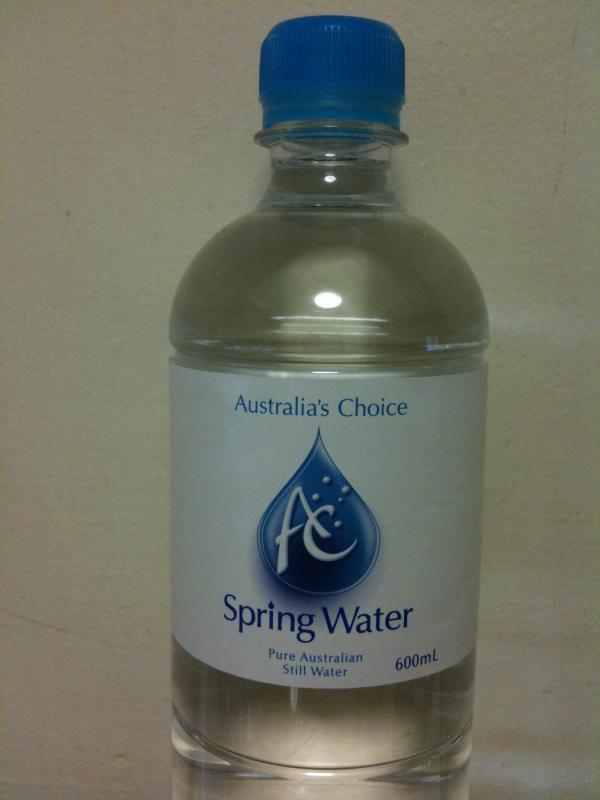 Australia's Choice
AC
Spring Water
Pure Australian
Still Water
600mL